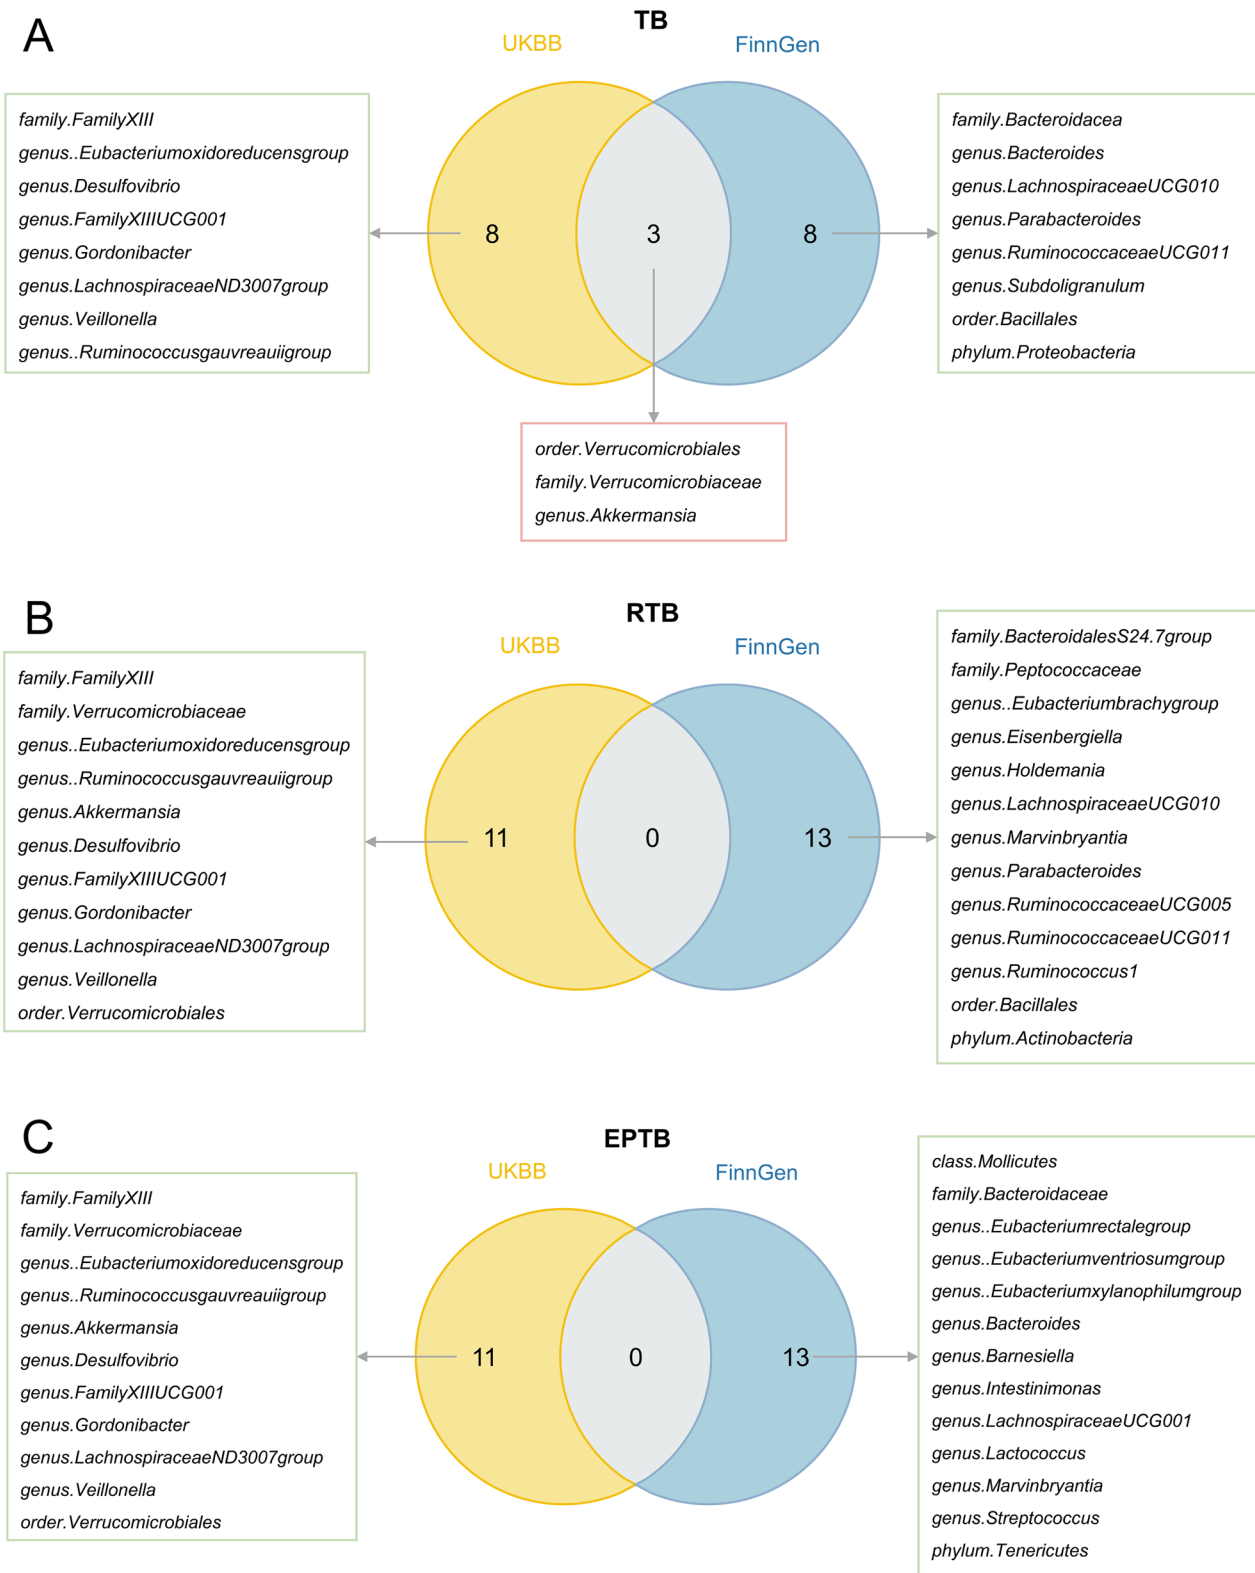 A
TB
UKBB
FinnGen
family.FamilyXIII
genus..Eubacteriumoxidoreducensgroup
genus.Desulfovibrio
genus.FamilyXIIIUCG001
genus.Gordonibacter
genus.LachnospiraceaeND3007group
genus.Veillonella
genus..Ruminococcusgauvreauiigroup
8
3
8
family.Bacteroidacea
genus.Bacteroides
genus.LachnospiraceaeUCG010
genus.Parabacteroides
genus.RuminococcaceaeUCG011
genus.Subdoligranulum
order.Bacillales
phylum.Proteobacteria
order.Verrucomicrobiales
family.Verrucomicrobiaceae
genus.Akkermansia
B
RTB
UKBB
FinnGen
family.FamilyXIII
family.Verrucomicrobiaceae
genus..Eubacteriumoxidoreducensgroup
genus..Ruminococcusgauvreauiigroup
genus.Akkermansia
genus.Desulfovibrio
genus.FamilyXIIIUCG001
genus.Gordonibacter
genus.LachnospiraceaeND3007group
genus.Veillonella
order.Verrucomicrobiales
11
0
13
family.BacteroidalesS24.7group
family.Peptococcaceae
genus..Eubacteriumbrachygroup
genus.Eisenbergiella
genus.Holdemania
genus.LachnospiraceaeUCG010
genus.Marvinbryantia
genus.Parabacteroides
genus.RuminococcaceaeUCG005
genus.RuminococcaceaeUCG011
genus.Ruminococcus1
order.Bacillales
phylum.Actinobacteria
C
EPTB
UKBB
FinnGen
family.FamilyXIII
family.Verrucomicrobiaceae
genus..Eubacteriumoxidoreducensgroup
genus..Ruminococcusgauvreauiigroup
genus.Akkermansia
genus.Desulfovibrio
genus.FamilyXIIIUCG001
genus.Gordonibacter
genus.LachnospiraceaeND3007group
genus.Veillonella
order.Verrucomicrobiales
11
0
13
class.Mollicutes
family.Bacteroidaceae
genus..Eubacteriumrectalegroup
genus..Eubacteriumventriosumgroup
genus..Eubacteriumxylanophilumgroup
genus.Bacteroides
genus.Barnesiella
genus.Intestinimonas
genus.LachnospiraceaeUCG001
genus.Lactococcus
genus.Marvinbryantia
genus.Streptococcus
phylum.Tenericutes